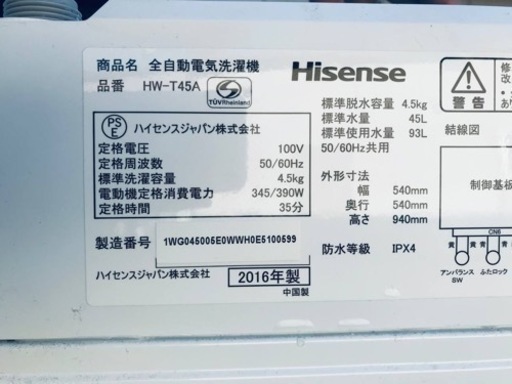 商品名 全自動電気洗濯機
品番 HW-T45A
TÜVRheinland
PS
E
ハイセンスジャパン株式会社
定格電圧 100V
定格周波数 50/60Hz
標準洗濯容量 4.5kg
電動機定格消費電力 345/390W
定格時間 35分
製造番号 1WG045005E0WWH0E5100599
ハイセンスジャパン株式会社 2016年製
中国製
Hisense
標準脱水容量 4.5kg
標準水量 45L
標準使用水量 93L
50/60Hz共用
外形寸法
幅 540mm
奥行 540mm
高さ 940mm
防水等級 IPX4
警告
結線図
制御基板
CN6
黒 黒 黒 黒
アンバランス
SW
ふたロック